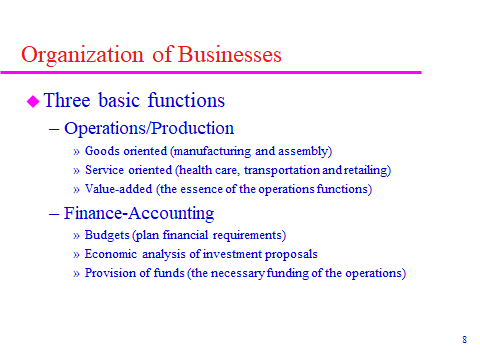 Organization of Businesses
◆ Three basic functions
– Operations/Production
» Goods oriented (manufacturing and assembly)
» Service oriented (health care, transportation and retailing)
» Value-added (the essence of the operations functions)
– Finance-Accounting
» Budgets (plan financial requirements)
» Economic analysis of investment proposals
» Provision of funds (the necessary funding of the operations)
8